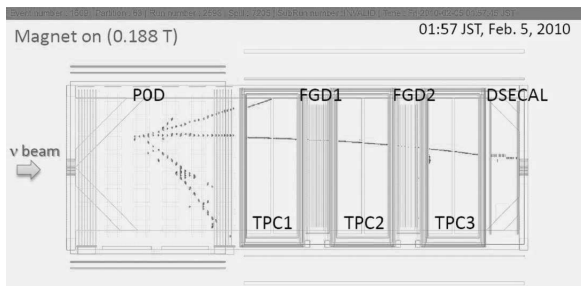 Magnet on (0.188 T)
01:57 JST, Feb. 5, 2010
P0D
FGD1
FGD2
DSECAL
ν beam
TPC1
TPC2
TPC3